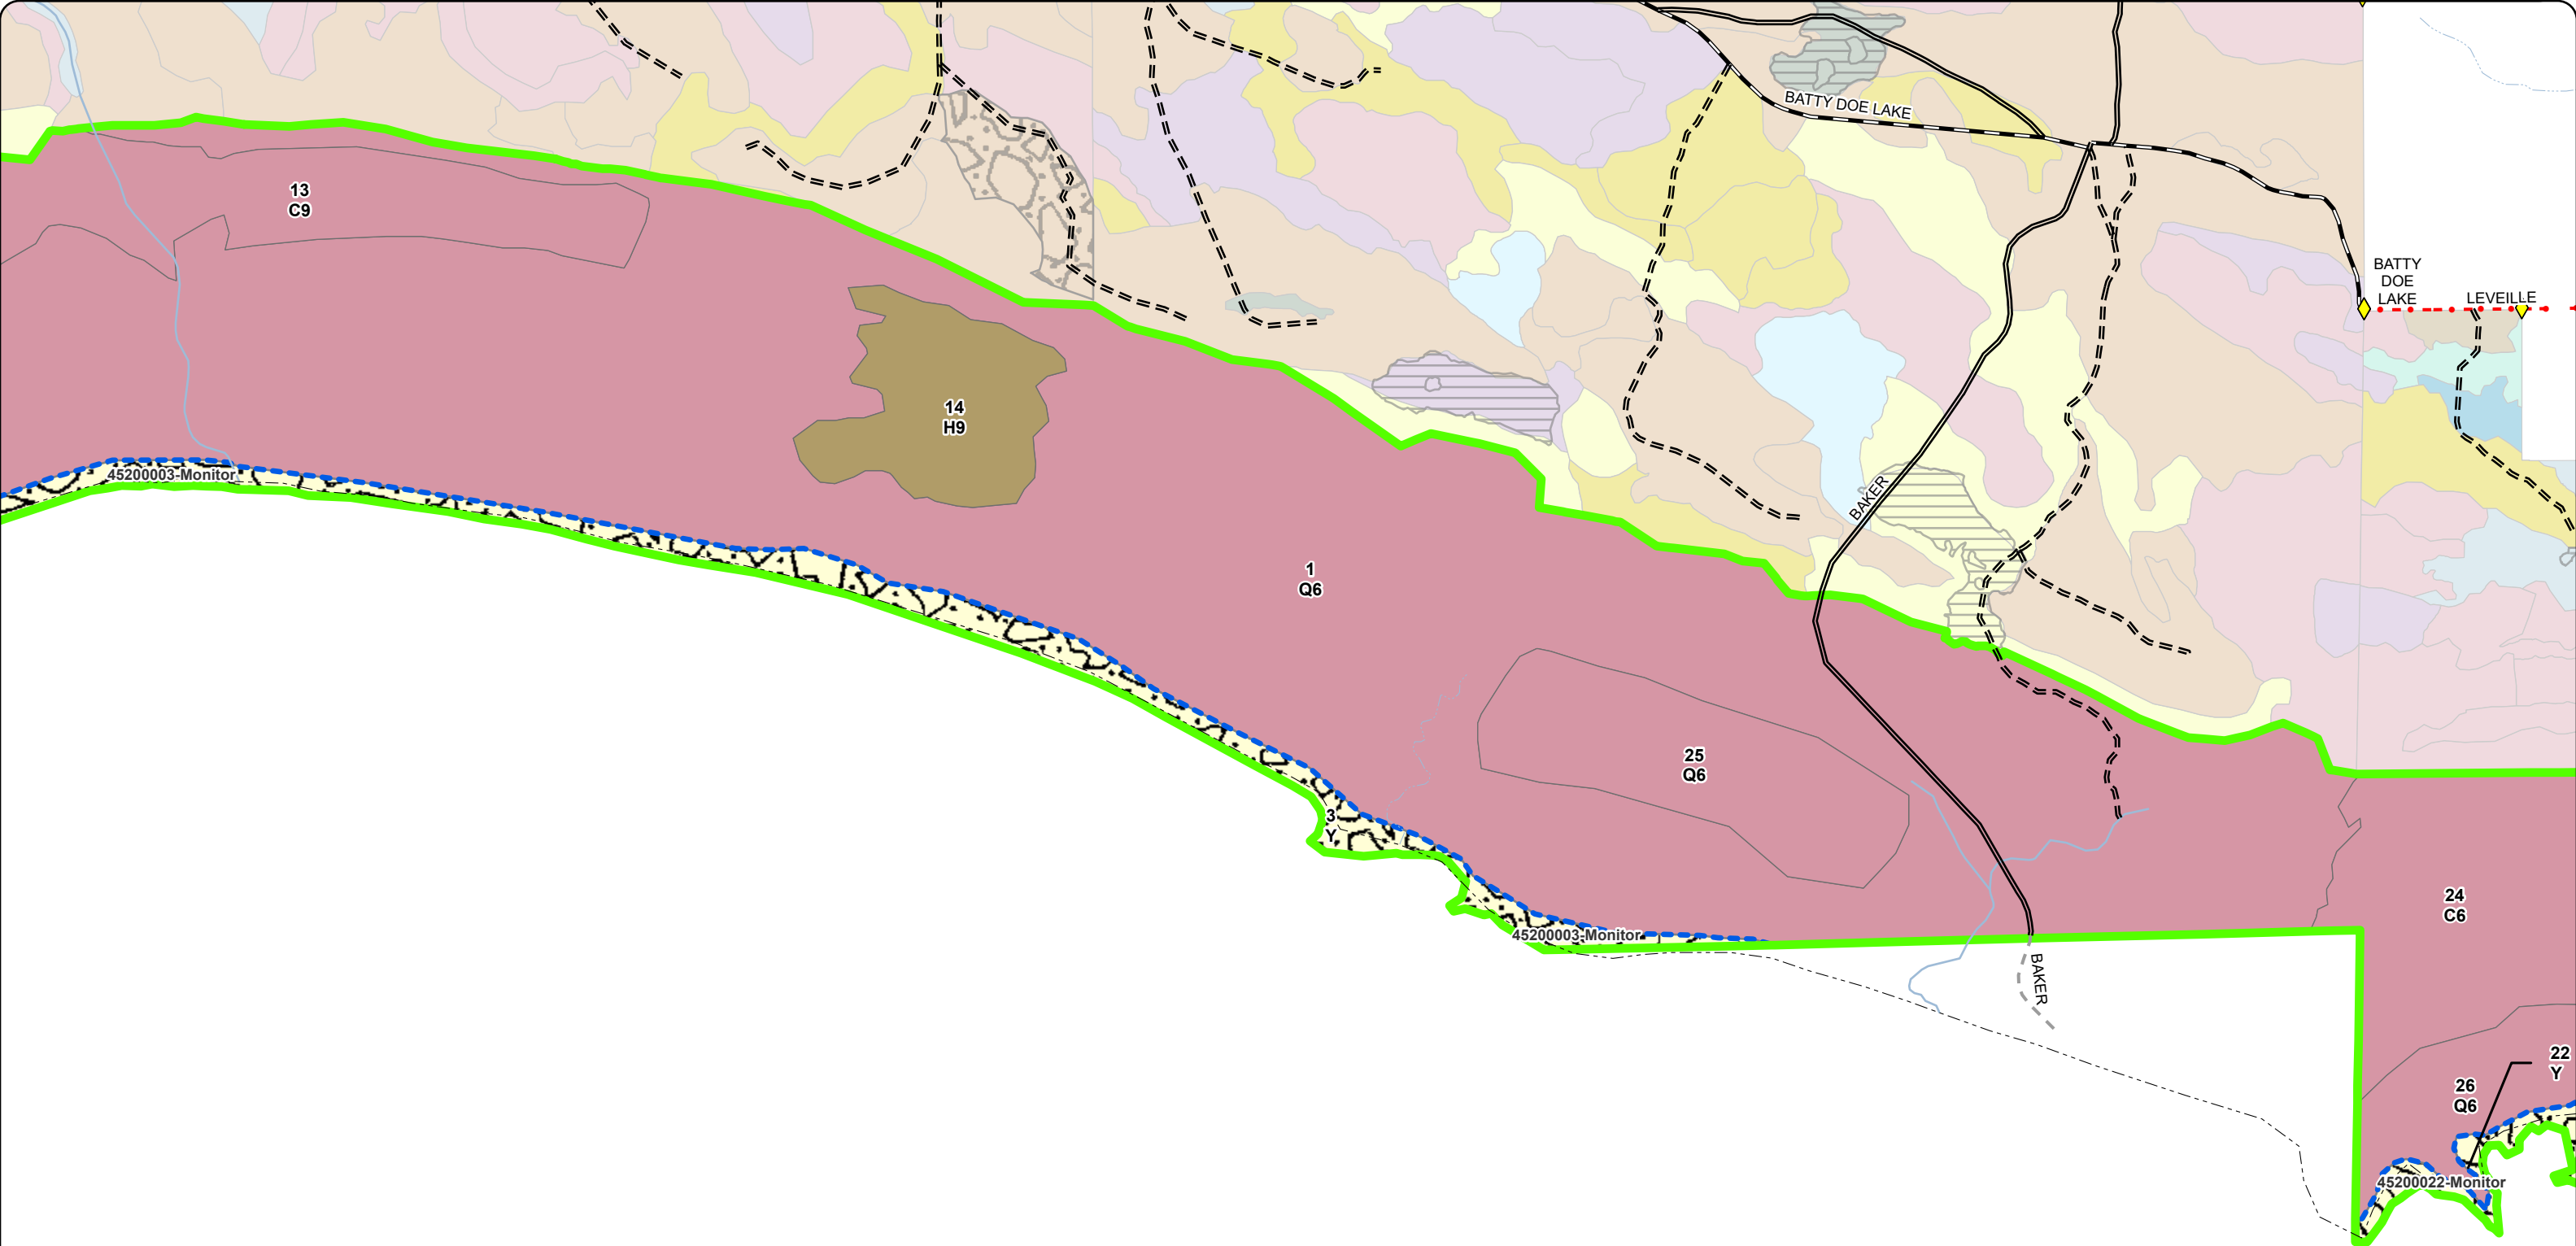 BATTY DOE LAKE
13
C9
BATTY
DOE
LAKE
LEVEILLE
14
H9
45200003-Monitor
BAKER
1
Q6
25
Q6
3
Y
24
C6
45200003-Monitor
BAKER
22
Y
26
Q6
45200022-Monitor